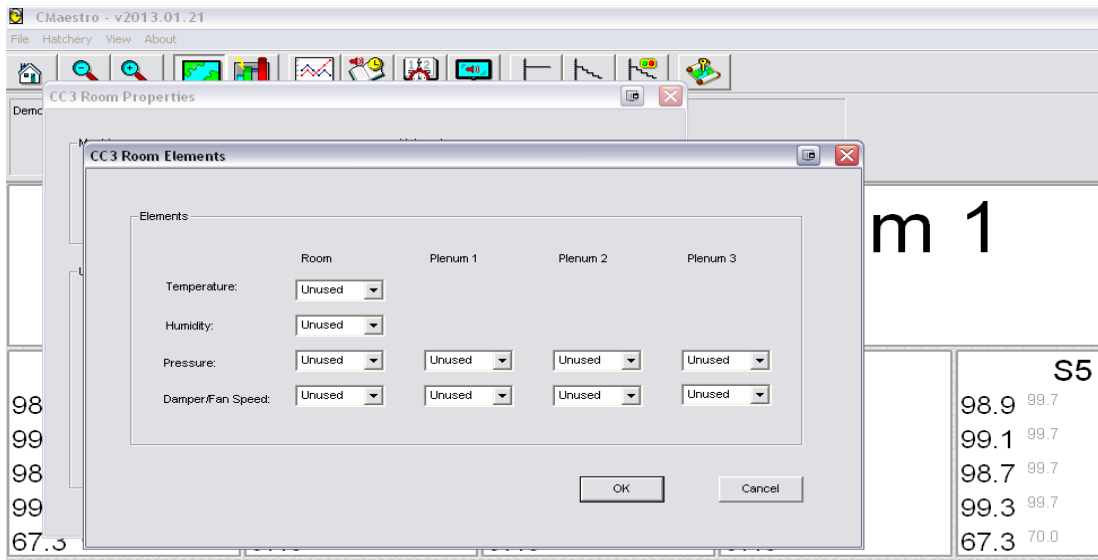 CMaestro - v2013.01.21
File Hatchery View About
CC3 Room Properties
CC3 Room Elements
m 1
Elements
Room Plenum 1 Plenum 2 Plenum 3
Temperature: Unused
Humidity: Unused
Pressure: Unused Unused Unused Unused
Damper/Fan Speed: Unused Unused Unused Unused
OK Cancel
S5
98 98.9 99.7
99 99.1 99.7
98 98.7 99.7
99 99.3 99.7
67.3 67.3 70.0